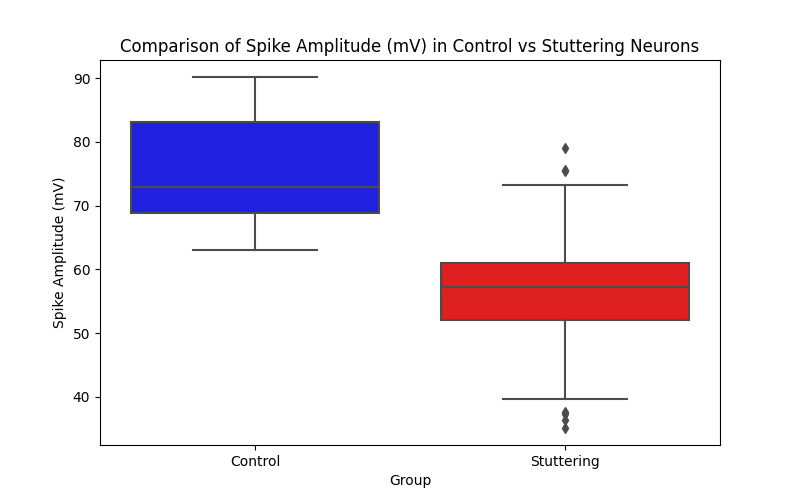 Comparison of Spike Amplitude (mV) in Control vs Stuttering Neurons
Spike Amplitude (mV)
90
80
70
60
50
40
Control Stuttering
Group